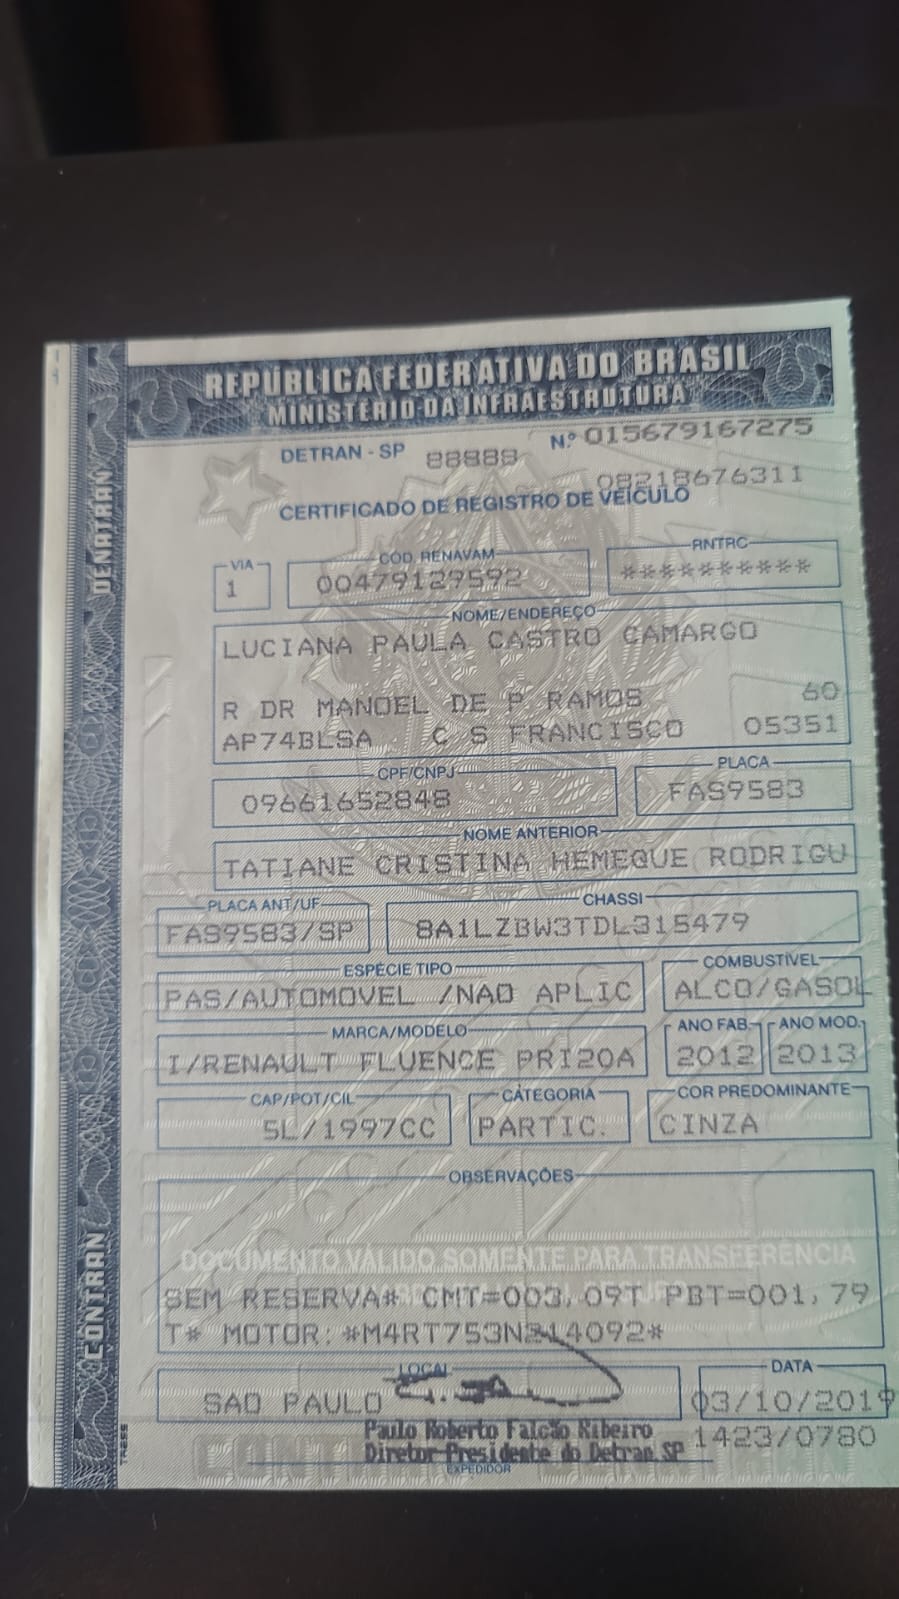 REPÚBLICA FEDERATIVA DO BRASIL
MINISTÉRIO DA INFRAESTRUTURA
DETRAN - SP 88888 N.º 015679167275
08218676311
CERTIFICADO DE REGISTRO DE VEÍCULO
VIA CÓD. RENAVAM RNTRC
1 00479129592 **********
NOME/ENDEREÇO
LUCIANA PAULA CASTRO CAMARGO
R DR MANOEL DE P RAMOS 60
AP74BLSA C S FRANCISCO 05351
CPF/CNPJ PLACA
09661652848 FAS9583
NOME ANTERIOR
TATIANE CRISTINA HEMEQUE RODRIGU
PLACA ANT/UF CHASSI
FAS9583/SP 8A1LZBW3TDL315479
ESPÉCIE TIPO COMBUSTÍVEL
PAS/AUTOMOVEL /NAO APLIC ALCO/GASOL
MARCA/MODELO ANO FAB. ANO MOD.
I/RENAULT FLUENCE PRI20A 2012 2013
CAP/POT/CIL CATEGORIA COR PREDOMINANTE
5L/1997CC PARTIC. CINZA
OBSERVAÇÕES
DOCUMENTO VÁLIDO SOMENTE PARA TRANSFERÊNCIA
SEM RESERVA* CMT=003,09T PBT=001,79
T* MOTOR: *M4RT753N214092*
LOCAL DATA
SAO PAULO 03/10/2019
Paulo Roberto Falcão Ribeiro 1423/0780
Diretor-Presidente do Detran SP
EXPEDIDOR
DENATRAN
CONTRAN